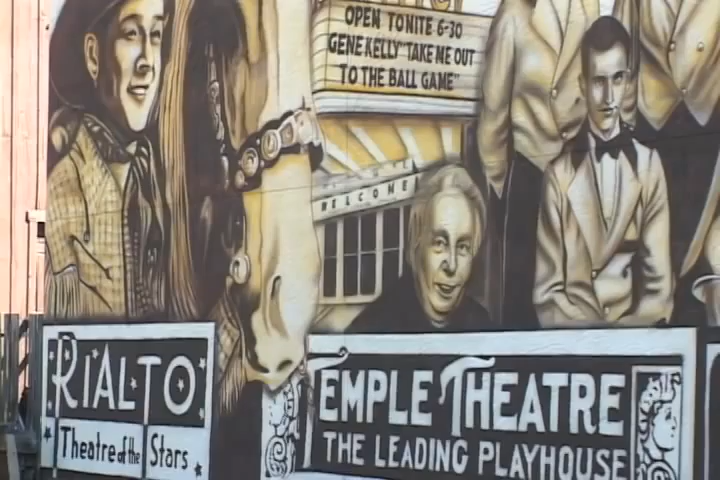 OPEN TONITE 6-30
GENE KELLY "TAKE ME OUT
TO THE BALL GAME"
WELCOME
RIALTO
Theatre of the Stars
TEMPLE THEATRE
THE LEADING PLAYHOUSE